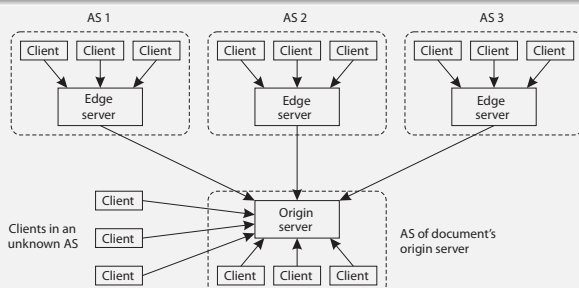 AS 1
AS 2
AS 3
Client Client Client
Client Client Client
Client Client Client
Edge
server
Edge
server
Edge
server
Client
Clients in an
unknown AS
Client
Client
Origin
server
AS of document's
origin server
Client Client Client